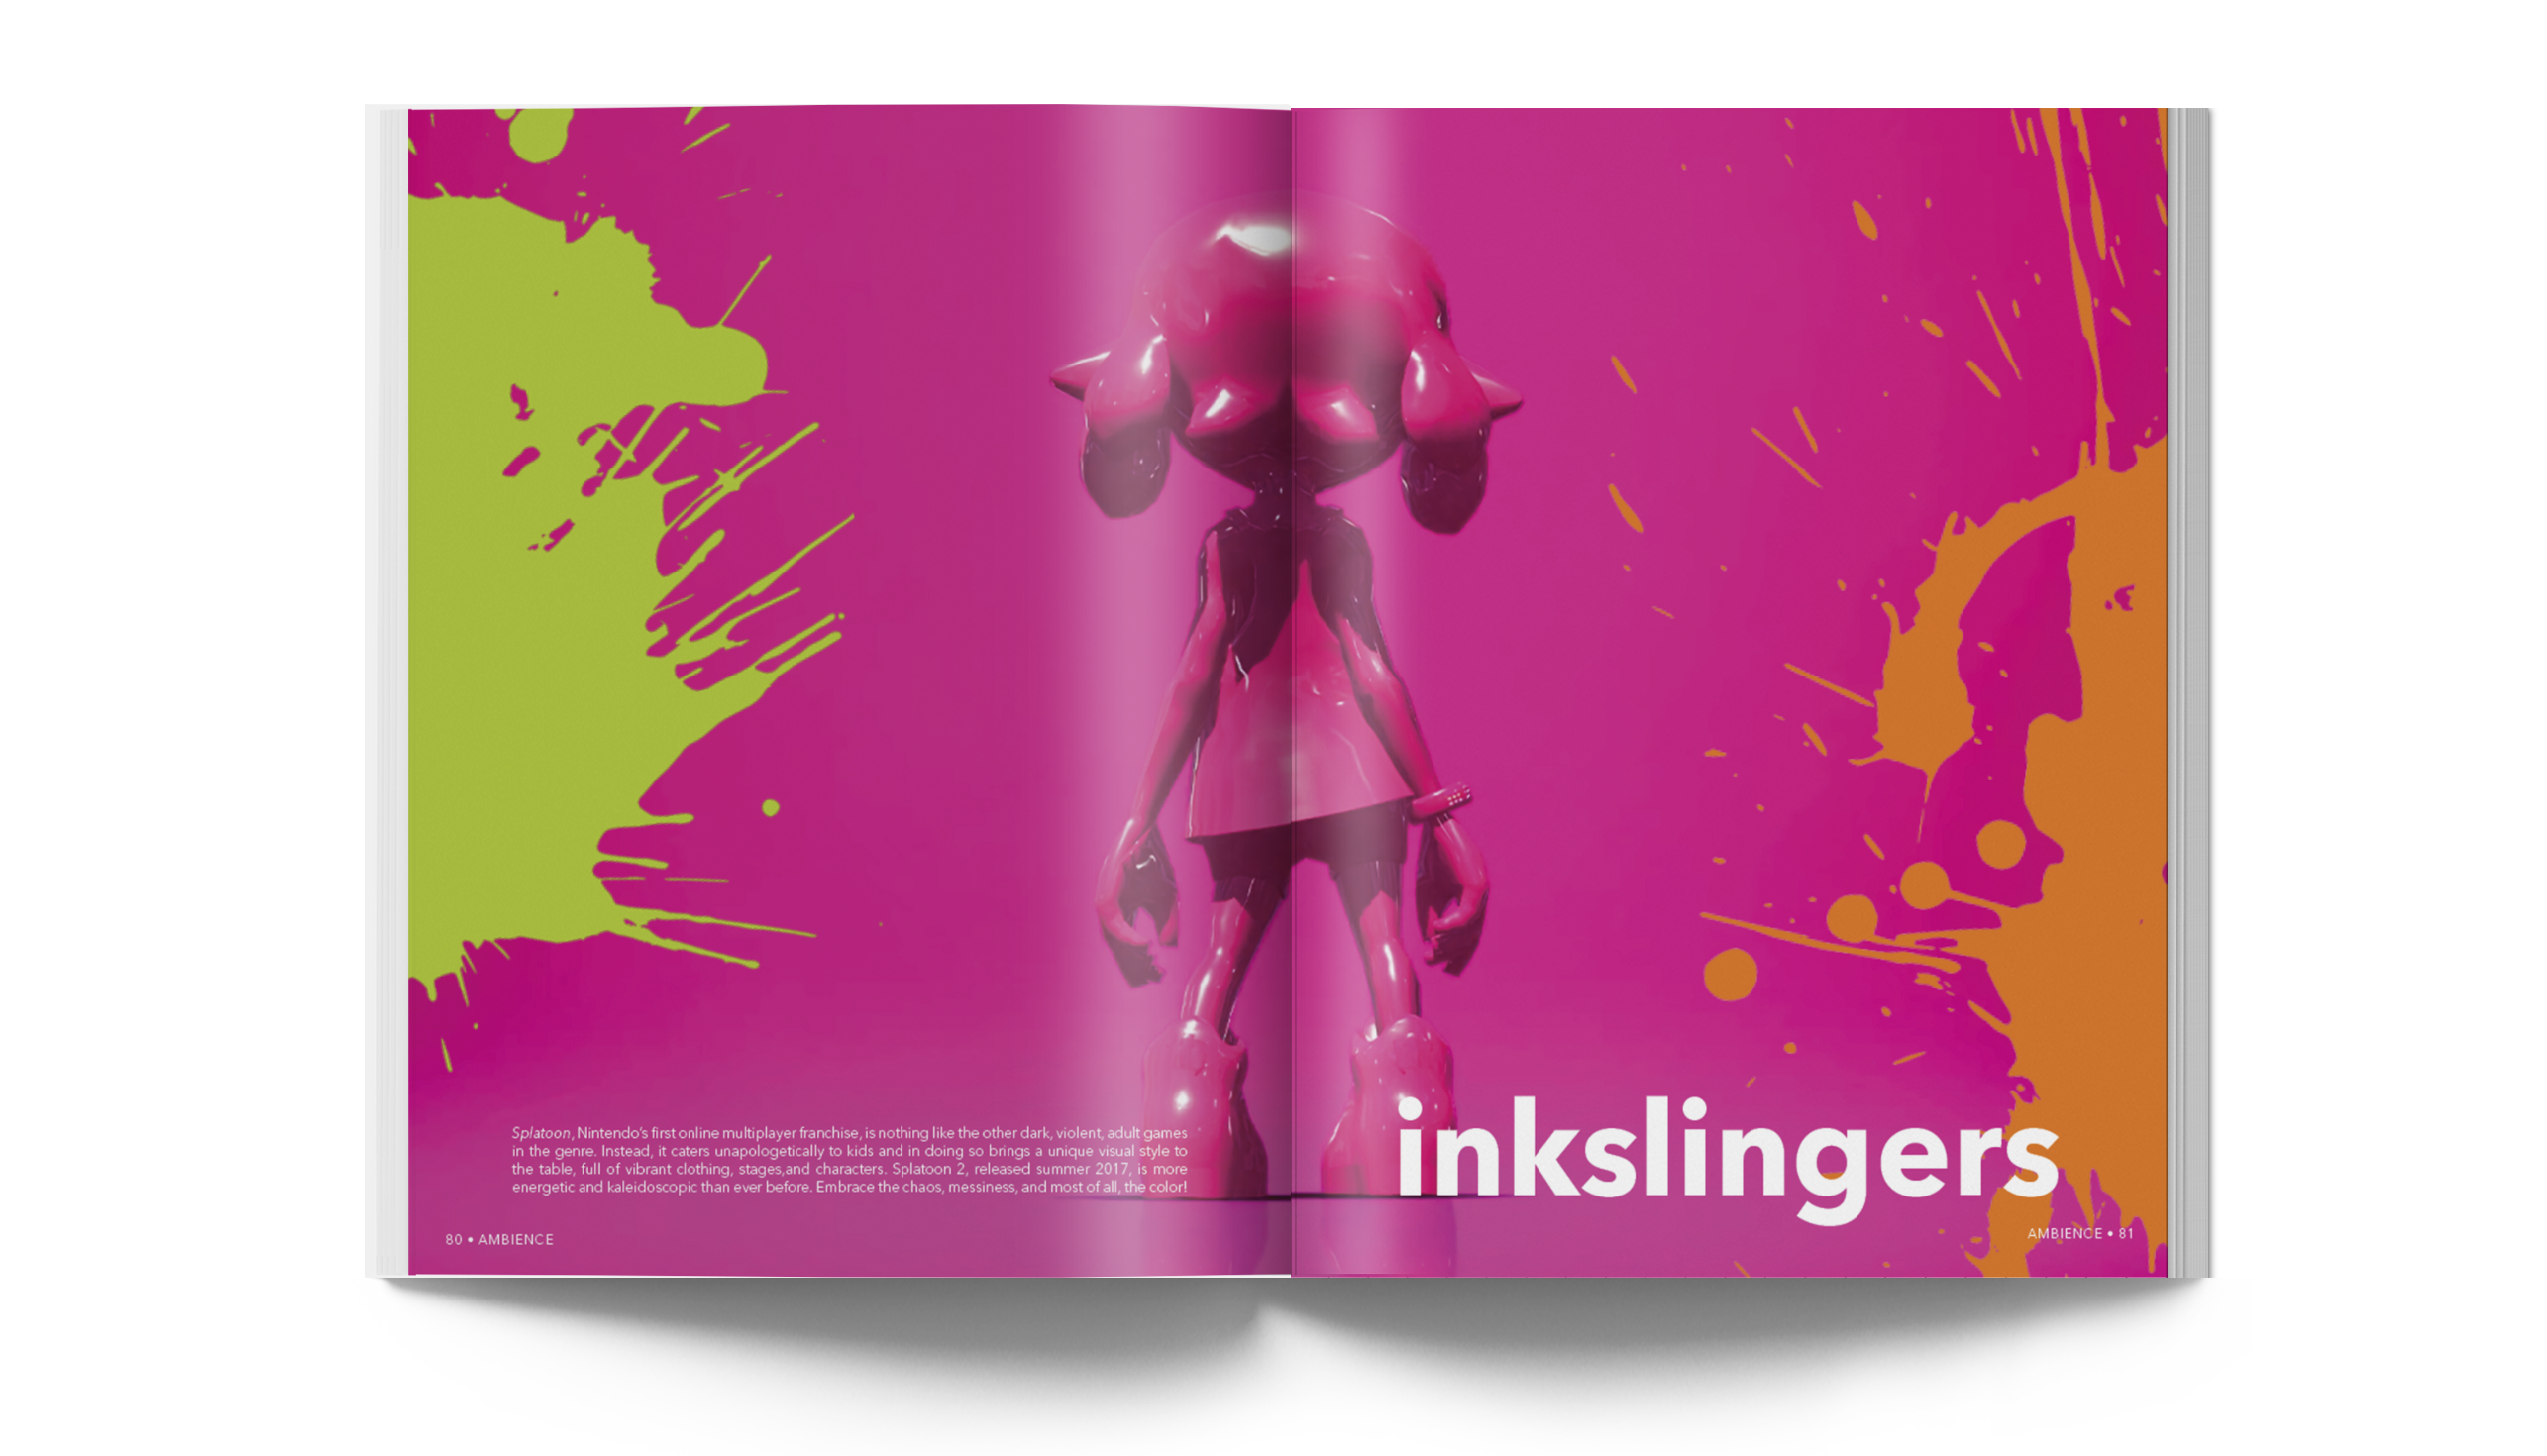 Splatoon, Nintendo's first online multiplayer franchise, is nothing like the other dark, violent, adult games
in the genre. Instead, it caters unapologetically to kids and in doing so brings a unique visual style to
the table, full of vibrant clothing, stages,and characters. Splatoon 2, released summer 2017, is more
energetic and kaleidoscopic than ever before. Embrace the chaos, messiness, and most of all, the color!
80 • AMBIENCE
inkslingers
AMBIENCE • 81